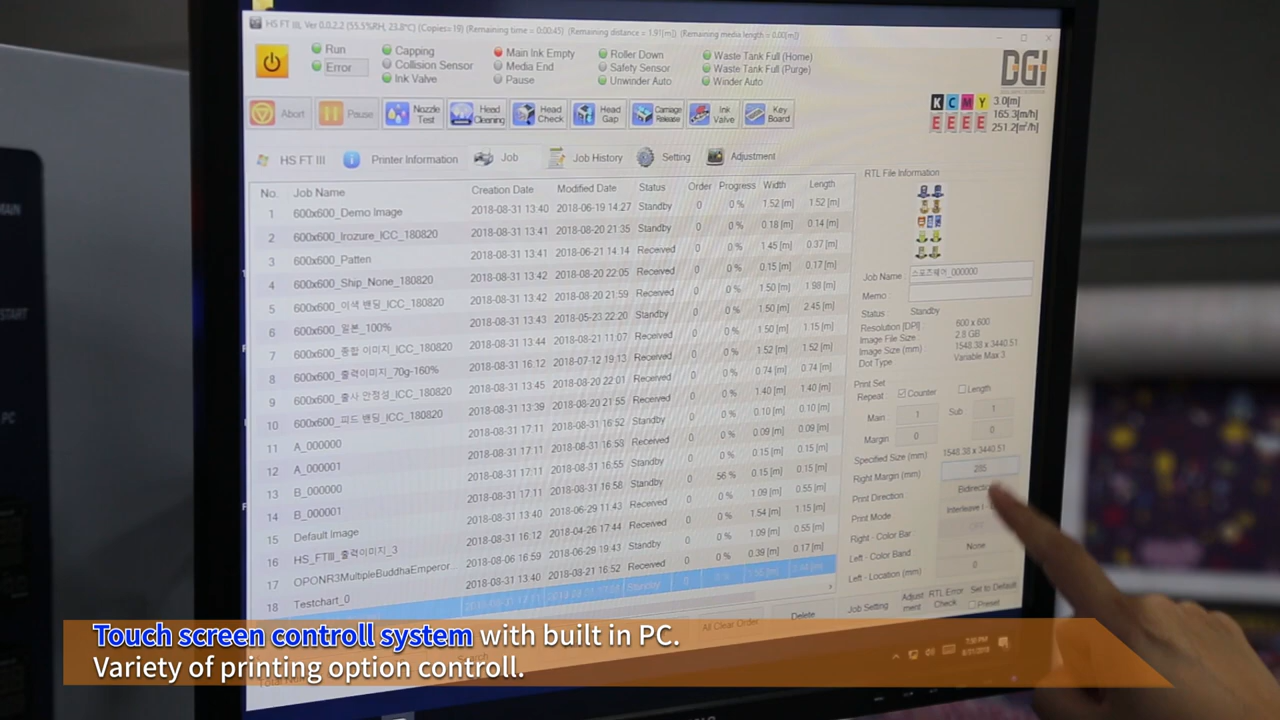 HS FT III, Ver 0.0.2.2 (55.5%RH, 23.8°C) (Copies=19) (Remaining time = 0:00:45) (Remaining distance = 1.91[m]) (Remaining media length = 0.00[m])
Run Capping Main Ink Empty Roller Down Waste Tank Full (Home)
Error Collision Sensor Media End Safety Sensor Waste Tank Full (Purge)
Ink Valve Pause Unwinder Auto Winder Auto
DGI
Abort Pause Nozzle Test Head Cleaning Head Check Head Gap Carriage Release Ink Valve Key Board
K C M Y 3.0[m]
E E E E 165.3[m/h]
251.2[m²/h]
HS FT III Printer Information Job Job History Setting Adjustment
No. Job Name Creation Date Modified Date Status Order Progress Width Length
1 600x600_Demo Image 2018-08-31 13:40 2018-06-19 14:27 Standby 0 0 % 1.52 [m] 1.52 [m]
2 600x600_Irozure_ICC_180820 2018-08-31 13:41 2018-08-20 21:35 Standby 0 0 % 0.18 [m] 0.14 [m]
3 600x600_Patten 2018-08-31 13:41 2018-06-21 14:14 Received 0 0 % 1.45 [m] 0.37 [m]
4 600x600_Ship_None_180820 2018-08-31 13:42 2018-08-20 22:05 Received 0 0 % 0.15 [m] 0.17 [m]
5 600x600_이색 밴딩_ICC_180820 2018-08-31 13:42 2018-08-20 21:59 Received 0 0 % 1.50 [m] 1.98 [m]
6 600x600_일본_100% 2018-08-31 13:43 2018-05-23 22:20 Standby 0 0 % 1.50 [m] 2.45 [m]
7 600x600_종합 이미지_ICC_180820 2018-08-31 13:44 2018-08-21 11:07 Received 0 0 % 1.50 [m] 1.15 [m]
8 600x600_출력이미지_70g-160% 2018-08-31 16:12 2018-07-12 19:13 Received 0 0 % 1.52 [m] 1.52 [m]
9 600x600_출사 안정성_ICC_180820 2018-08-31 13:45 2018-08-20 22:01 Received 0 0 % 0.74 [m] 0.74 [m]
10 600x600_피드 밴딩_ICC_180820 2018-08-31 13:39 2018-08-20 21:55 Received 0 0 % 1.40 [m] 1.40 [m]
11 A_000000 2018-08-31 17:11 2018-08-31 16:52 Standby 0 0 % 0.10 [m] 0.10 [m]
12 A_000001 2018-08-31 17:11 2018-08-31 16:58 Received 0 0 % 0.09 [m] 0.09 [m]
13 B_000000 2018-08-31 17:11 2018-08-31 16:55 Standby 0 0 % 0.15 [m] 0.15 [m]
14 B_000001 2018-08-31 17:11 2018-08-31 16:58 Standby 0 56 % 0.15 [m] 0.15 [m]
15 Default Image 2018-08-31 13:40 2018-06-29 11:43 Received 0 0 % 1.09 [m] 0.55 [m]
16 HS_FTIII_출력이미지_3 2018-08-31 16:12 2018-04-26 17:44 Received 0 0 % 1.54 [m] 1.15 [m]
17 OPONR3MultipleBuddhaEmperor... 2018-08-06 16:59 2018-06-29 19:43 Standby 0 0 % 1.09 [m] 0.55 [m]
18 Testchart_0 2018-08-31 13:40 2018-08-21 16:52 Received 0 0 % 0.39 [m] 0.17 [m]
Standby 0 0 %
RTL File Information
Job Name 스포츠웨어_000000
Memo
Status Standby
Resolution [DPI] 600 x 600
Image File Size 2.8 GB
Image Size (mm) 1548.38 x 3440.51
Dot Type Variable Max 3
Print Set
Repeat Counter Length
Main 1 Sub 1
Margin 0 0
Specified Size (mm) 1548.38 x 3440.51
Right Margin (mm) 285
Print Direction Bidirectio
Print Mode Interleave
Right - Color Bar OFF
Left - Color Band None
Left - Location (mm) 0
Job Setting Adjustment RTL Error Check Set to Default Preset
All Clear Order Delete
Search
7:50 PM
8/31/2018
Touch screen controll system with built in PC.
Variety of printing option controll.
MAIN
START
PC